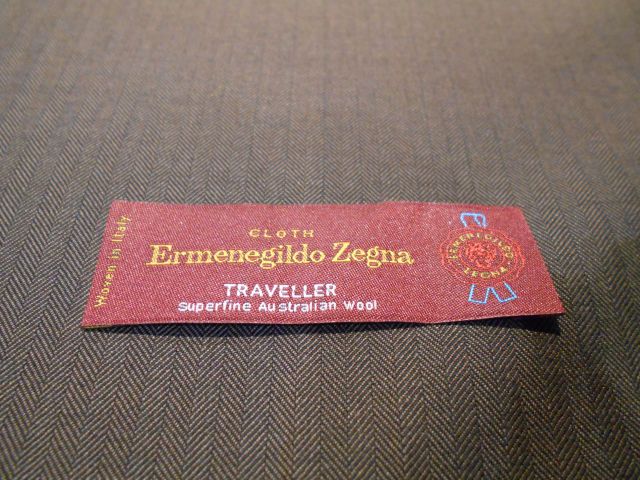 Woven in Italy
CLOTH
Ermenegildo Zegna
TRAVELLER
Superfine Australian Wool
ERMENEGILDO
ZEGNA